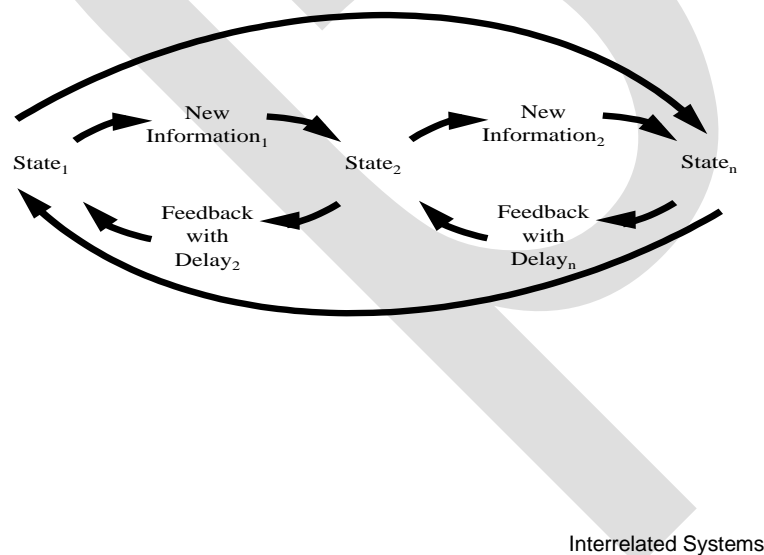 New
Information₁
New
Information₂
State₁
State₂
Stateₙ
Feedback
with
Delay₂
Feedback
with
Delayₙ
Interrelated Systems